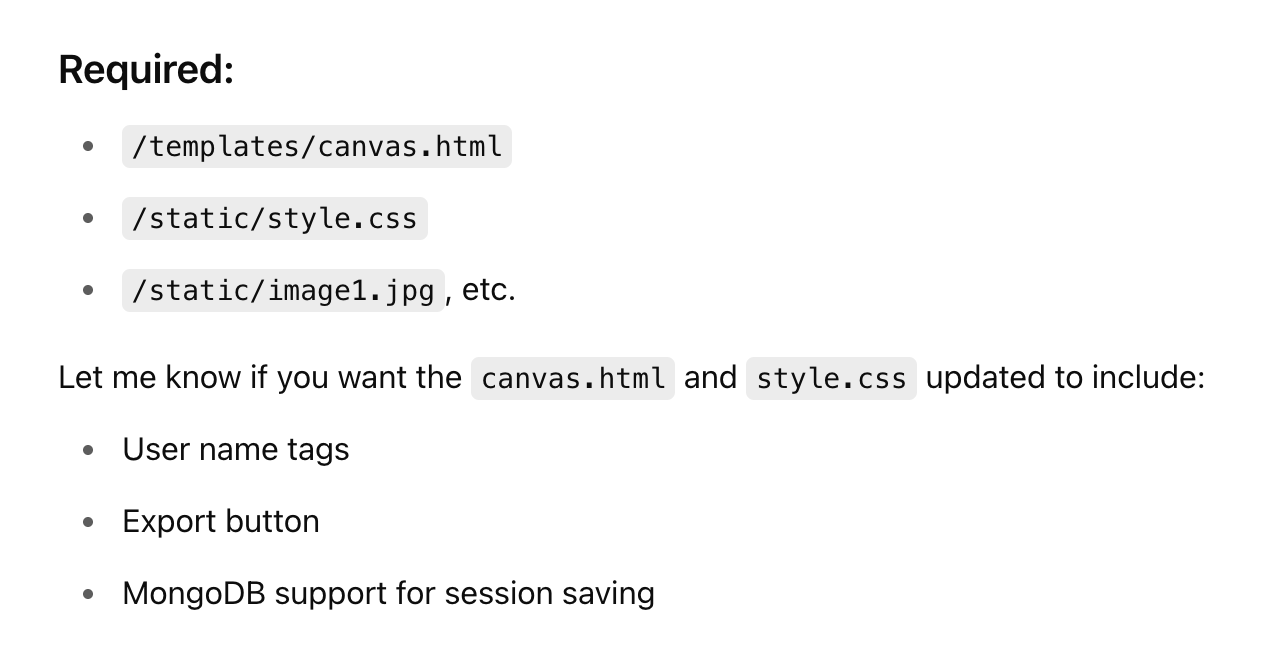 Required:
/templates/canvas.html
/static/style.css
/static/image1.jpg, etc.
Let me know if you want the canvas.html and style.css updated to include:
User name tags
Export button
MongoDB support for session saving